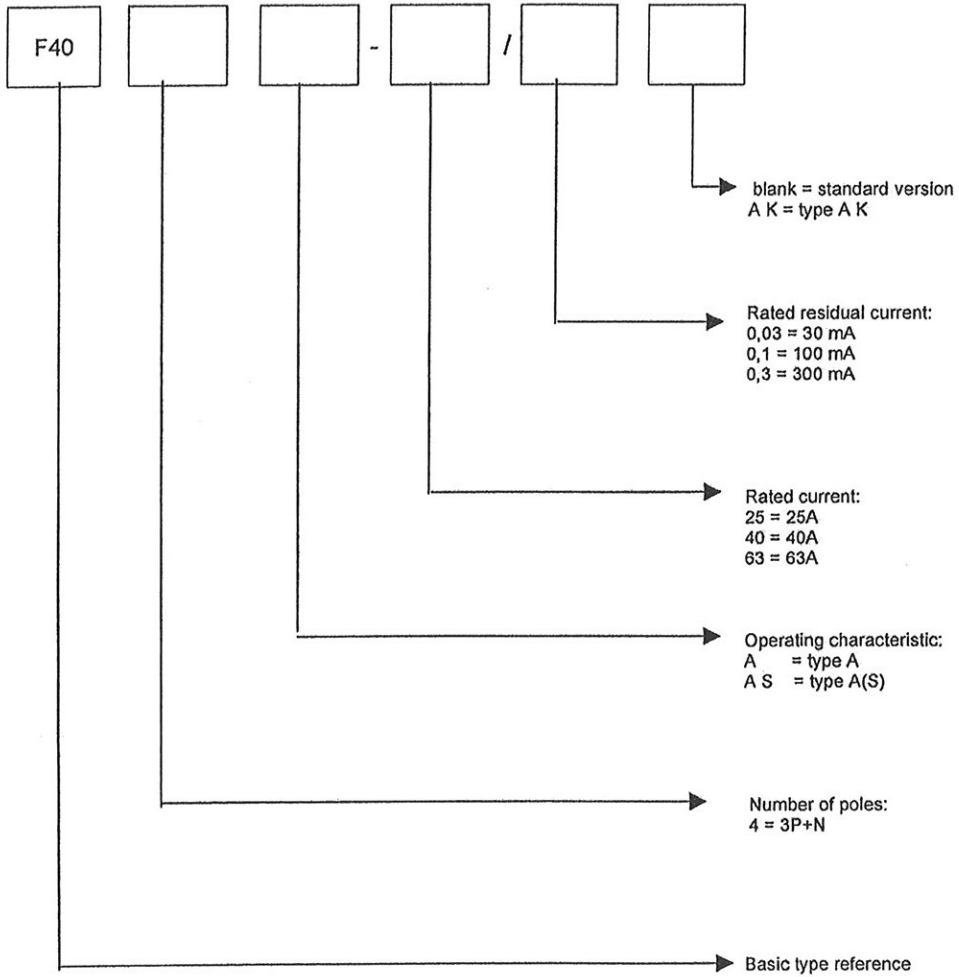 F40 - /
blank = standard version
A K = type A K
Rated residual current:
0,03 = 30 mA
0,1 = 100 mA
0,3 = 300 mA
Rated current:
25 = 25A
40 = 40A
63 = 63A
Operating characteristic:
A = type A
A S = type A(S)
Number of poles:
4 = 3P+N
Basic type reference